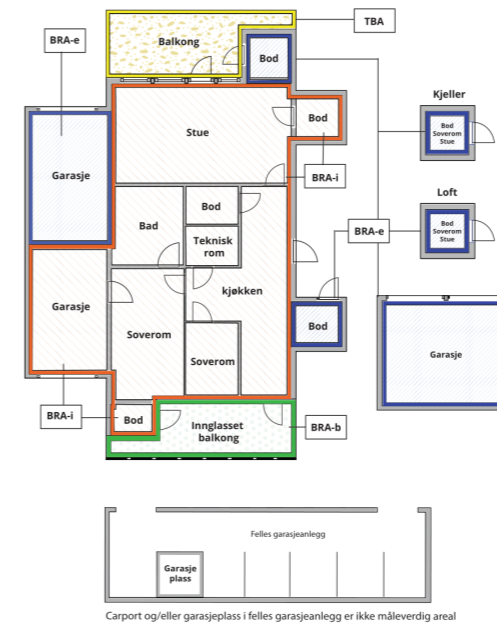 TBA
Balkong
BRA-e
Bod
Kjeller
Bod
Soverom
Stue
Stue
Bod
Garasje
BRA-i
Loft
Bod
Soverom
Stue
Bad
Bod
Teknisk
rom
BRA-e
kjøkken
Garasje
Soverom
Bod
Garasje
Soverom
BRA-i
Bod
Innglasset
balkong
BRA-b
Felles garasjeanlegg
Garasje
plass
Carport og/eller garasjeplass i felles garasjeanlegg er ikke måleverdig areal